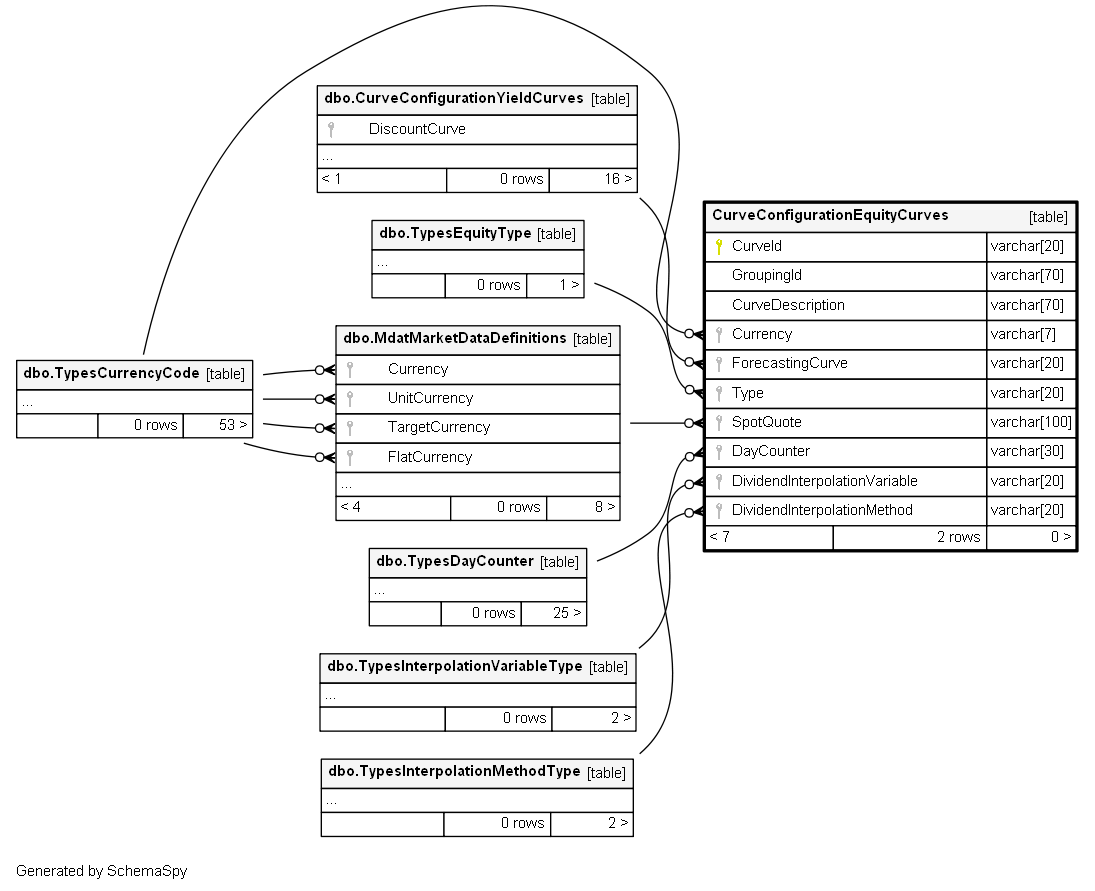 dbo.CurveConfigurationYieldCurves [table]
DiscountCurve
...
< 1 0 rows 16 >
dbo.TypesEquityType [table]
...
0 rows 1 >
dbo.MdatMarketDataDefinitions [table]
Currency
UnitCurrency
TargetCurrency
FlatCurrency
...
< 4 0 rows 8 >
dbo.TypesCurrencyCode [table]
...
0 rows 53 >
dbo.TypesDayCounter [table]
...
0 rows 25 >
dbo.TypesInterpolationVariableType [table]
...
0 rows 2 >
dbo.TypesInterpolationMethodType [table]
...
0 rows 2 >
CurveConfigurationEquityCurves [table]
CurveId varchar[20]
GroupingId varchar[70]
CurveDescription varchar[70]
Currency varchar[7]
ForecastingCurve varchar[20]
Type varchar[20]
SpotQuote varchar[100]
DayCounter varchar[30]
DividendInterpolationVariable varchar[20]
DividendInterpolationMethod varchar[20]
< 7 2 rows 0 >
Generated by SchemaSpy